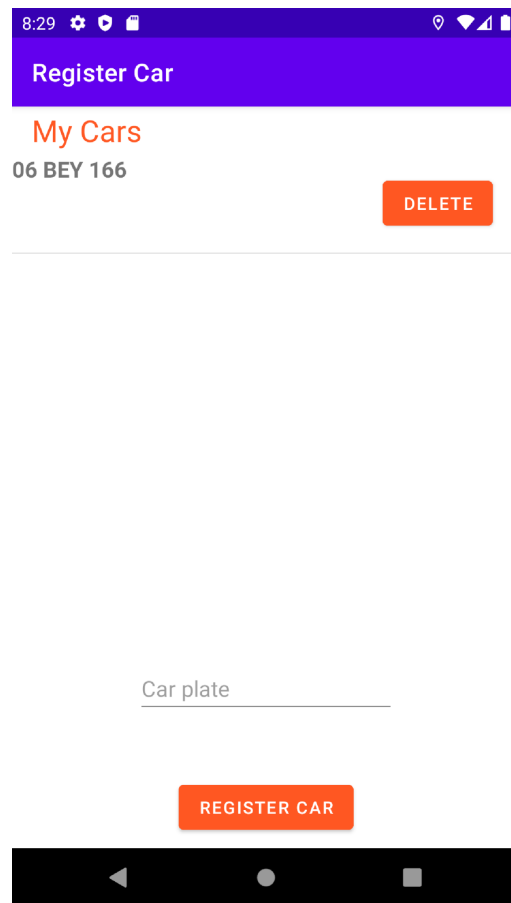 8:29
Register Car
My Cars
06 BEY 166
DELETE
Car plate
REGISTER CAR